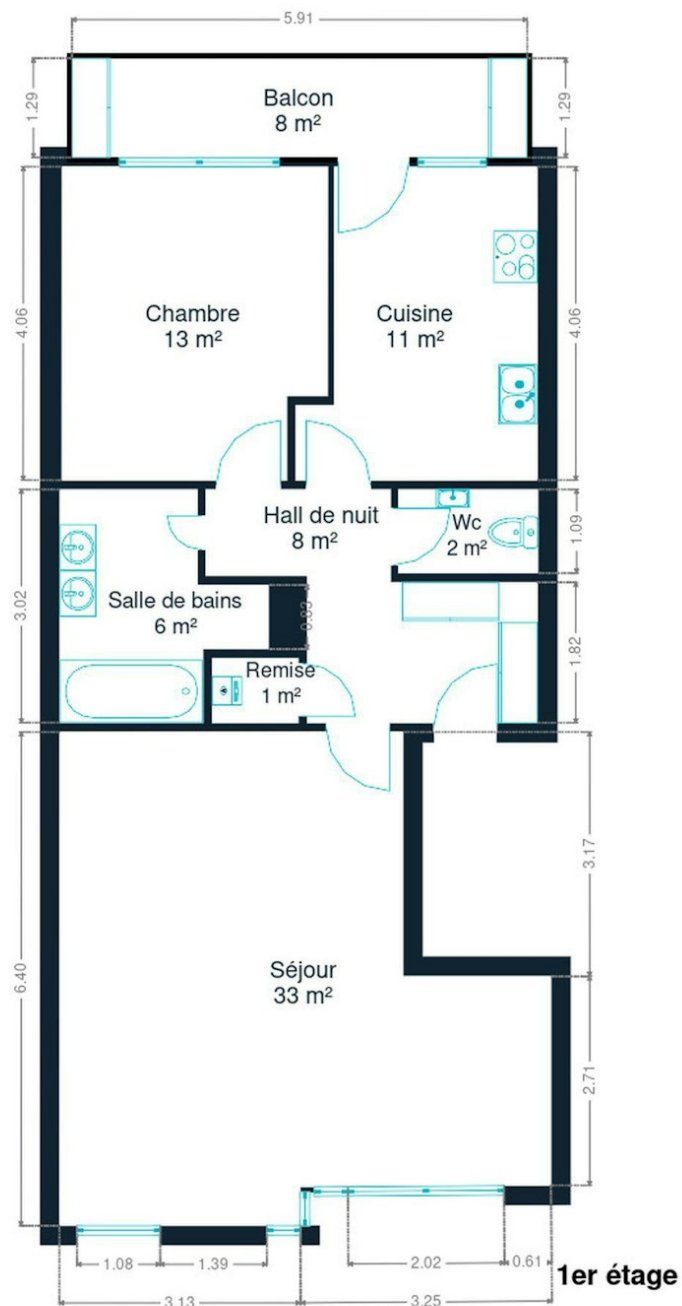 5.91
1.29
Balcon
8 m²
1.29
4.06
Chambre
13 m²
Cuisine
11 m²
4.06
3.02
Hall de nuit
8 m²
Wc
2 m²
1.09
Salle de bains
6 m²
0.83
1.82
Remise
1 m²
3.17
6.40
Séjour
33 m²
2.71
1.08
1.39
2.02
0.61
1er étage
3.13
3.25